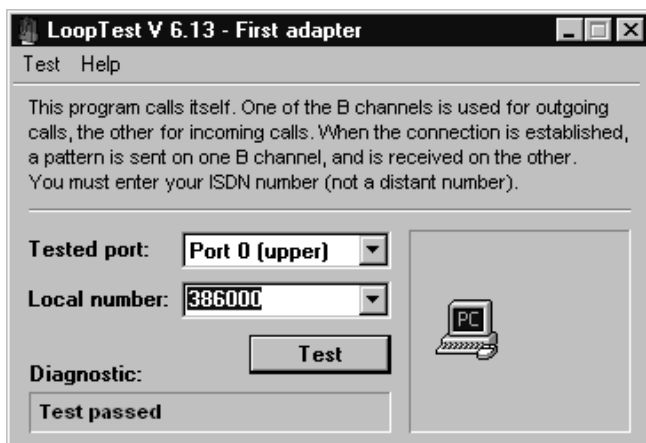 LoopTest V 6.13 - First adapter
Test Help
This program calls itself. One of the B channels is used for outgoing
calls, the other for incoming calls. When the connection is established,
a pattern is sent on one B channel, and is received on the other.
You must enter your ISDN number (not a distant number).
Tested port: Port 0 (upper)
Local number: 386000
PC
Test
Diagnostic:
Test passed